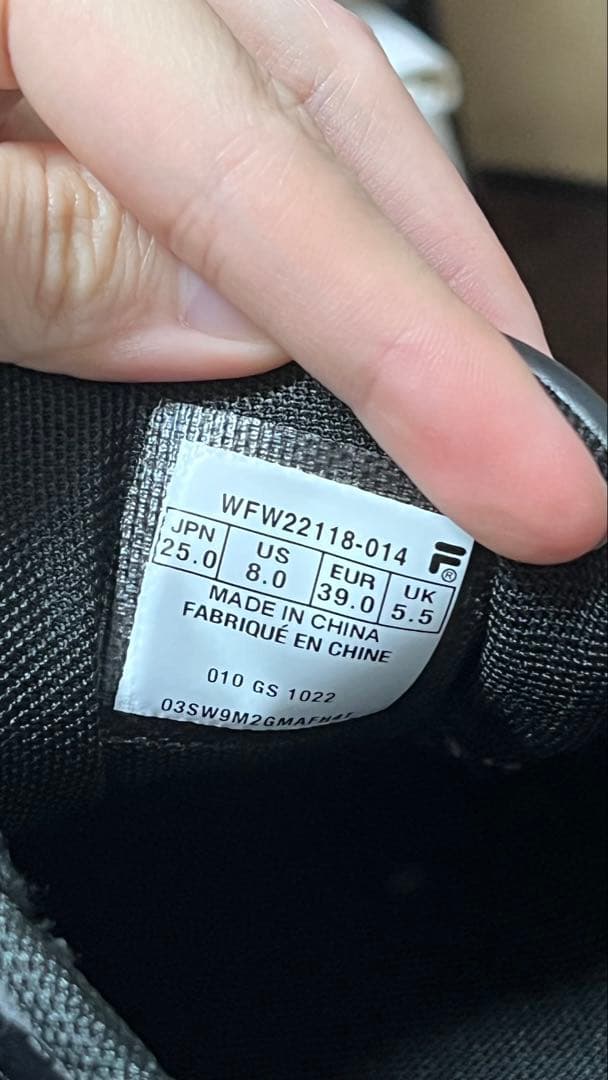 WFW22118-014
JPN US EUR UK
25.0 8.0 39.0 5.5
MADE IN CHINA
FABRIQUÉ EN CHINE
010 GS 1022